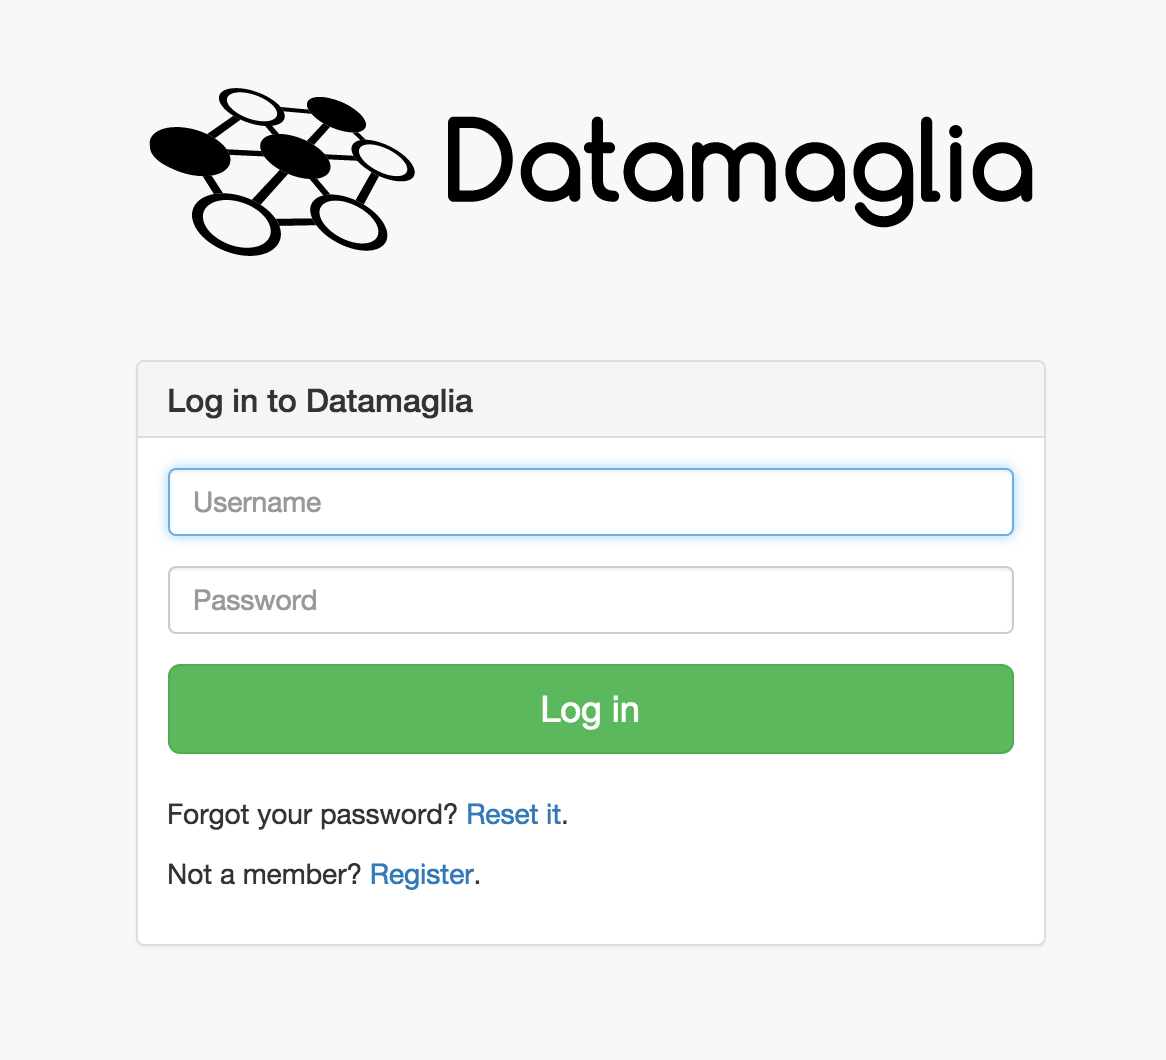 Datamaglia
Log in to Datamaglia
Username
Password
Log in
Forgot your password? Reset it.
Not a member? Register.